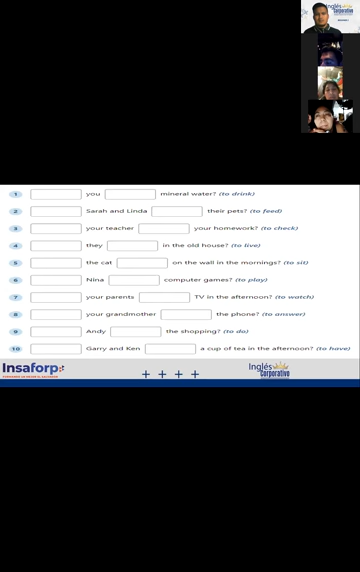 Inglés
Corporativo
1 you mineral water? (to drink)
2 Sarah and Linda their pets? (to feed)
3 your teacher your homework? (to check)
4 they in the old house? (to live)
5 the cat on the wall in the mornings? (to sit)
6 Nina computer games? (to play)
7 your parents TV in the afternoon? (to watch)
8 your grandmother the phone? (to answer)
9 Andy the shopping? (to do)
10 Garry and Ken a cup of tea in the afternoon? (to have)
Insaforp
+ + + +
Inglés
Corporativo